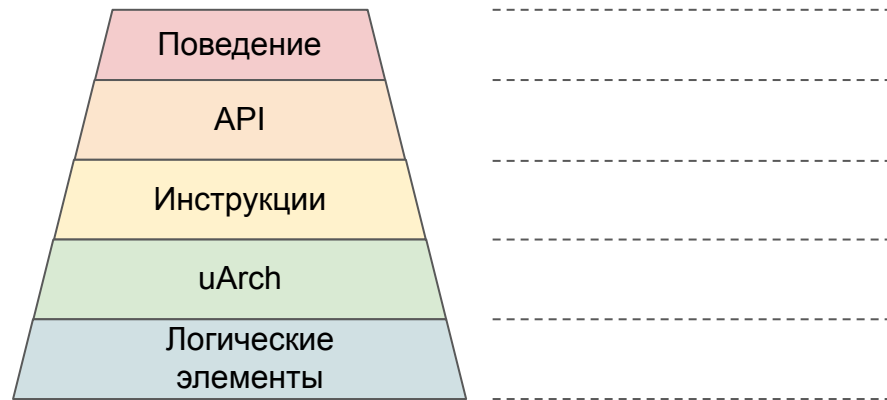 Поведение
API
Инструкции
uArch
Логические
элементы